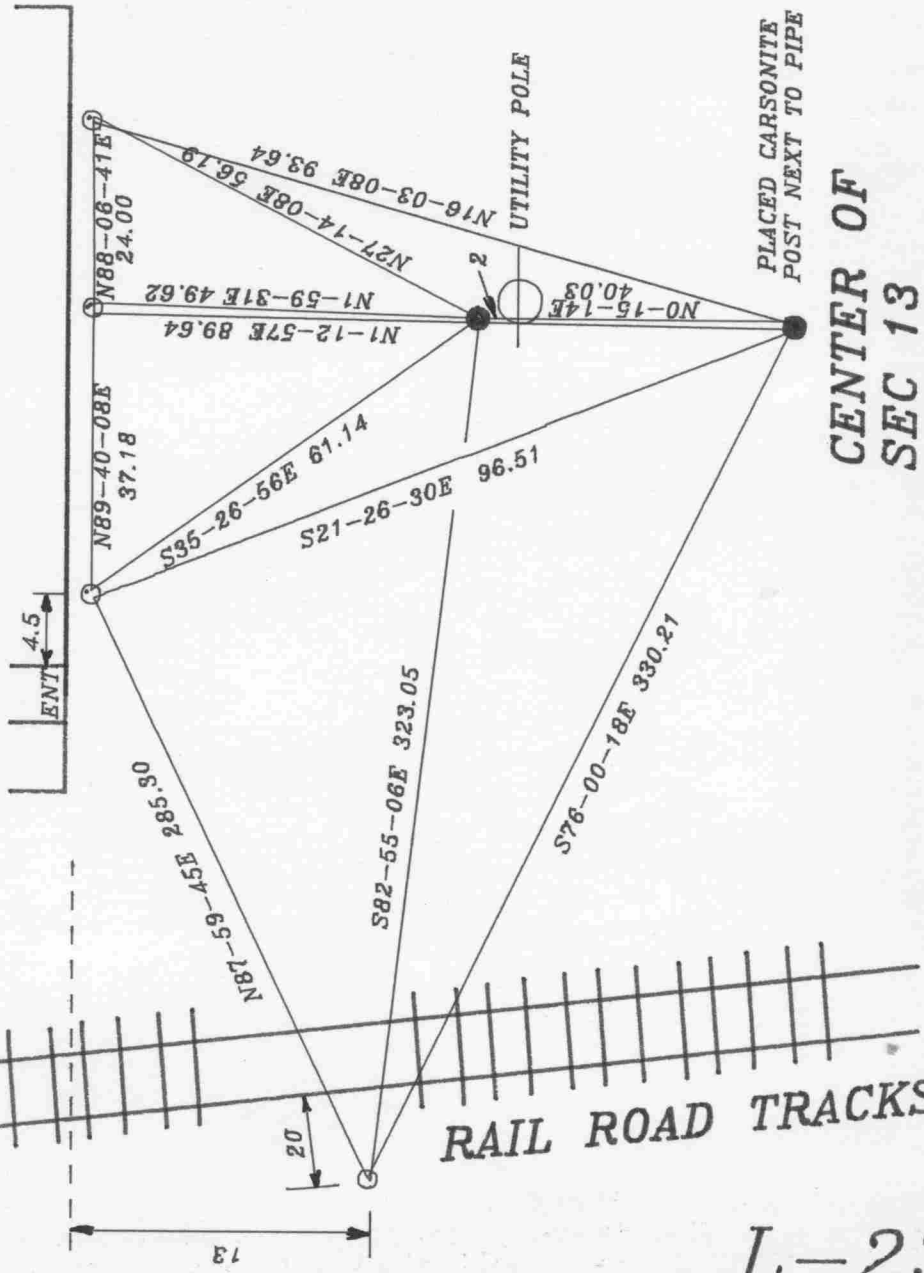 ENT
4.5
N89-40-08E
37.18
N88-06-41E
24.00
N1-12-57E 89.64
N1-59-31E 49.62
N27-14-08E 56.19
N16-03-08E 93.64
S35-26-56E 61.14
S21-26-30E 96.51
2
UTILITY POLE
N0-15-14E
40.03
PLACED CARSONITE
POST NEXT TO PIPE
CENTER OF
SEC 13
N87-59-45E 285.30
S82-55-06E 323.05
S76-00-18E 330.21
20
13
RAIL ROAD TRACKS